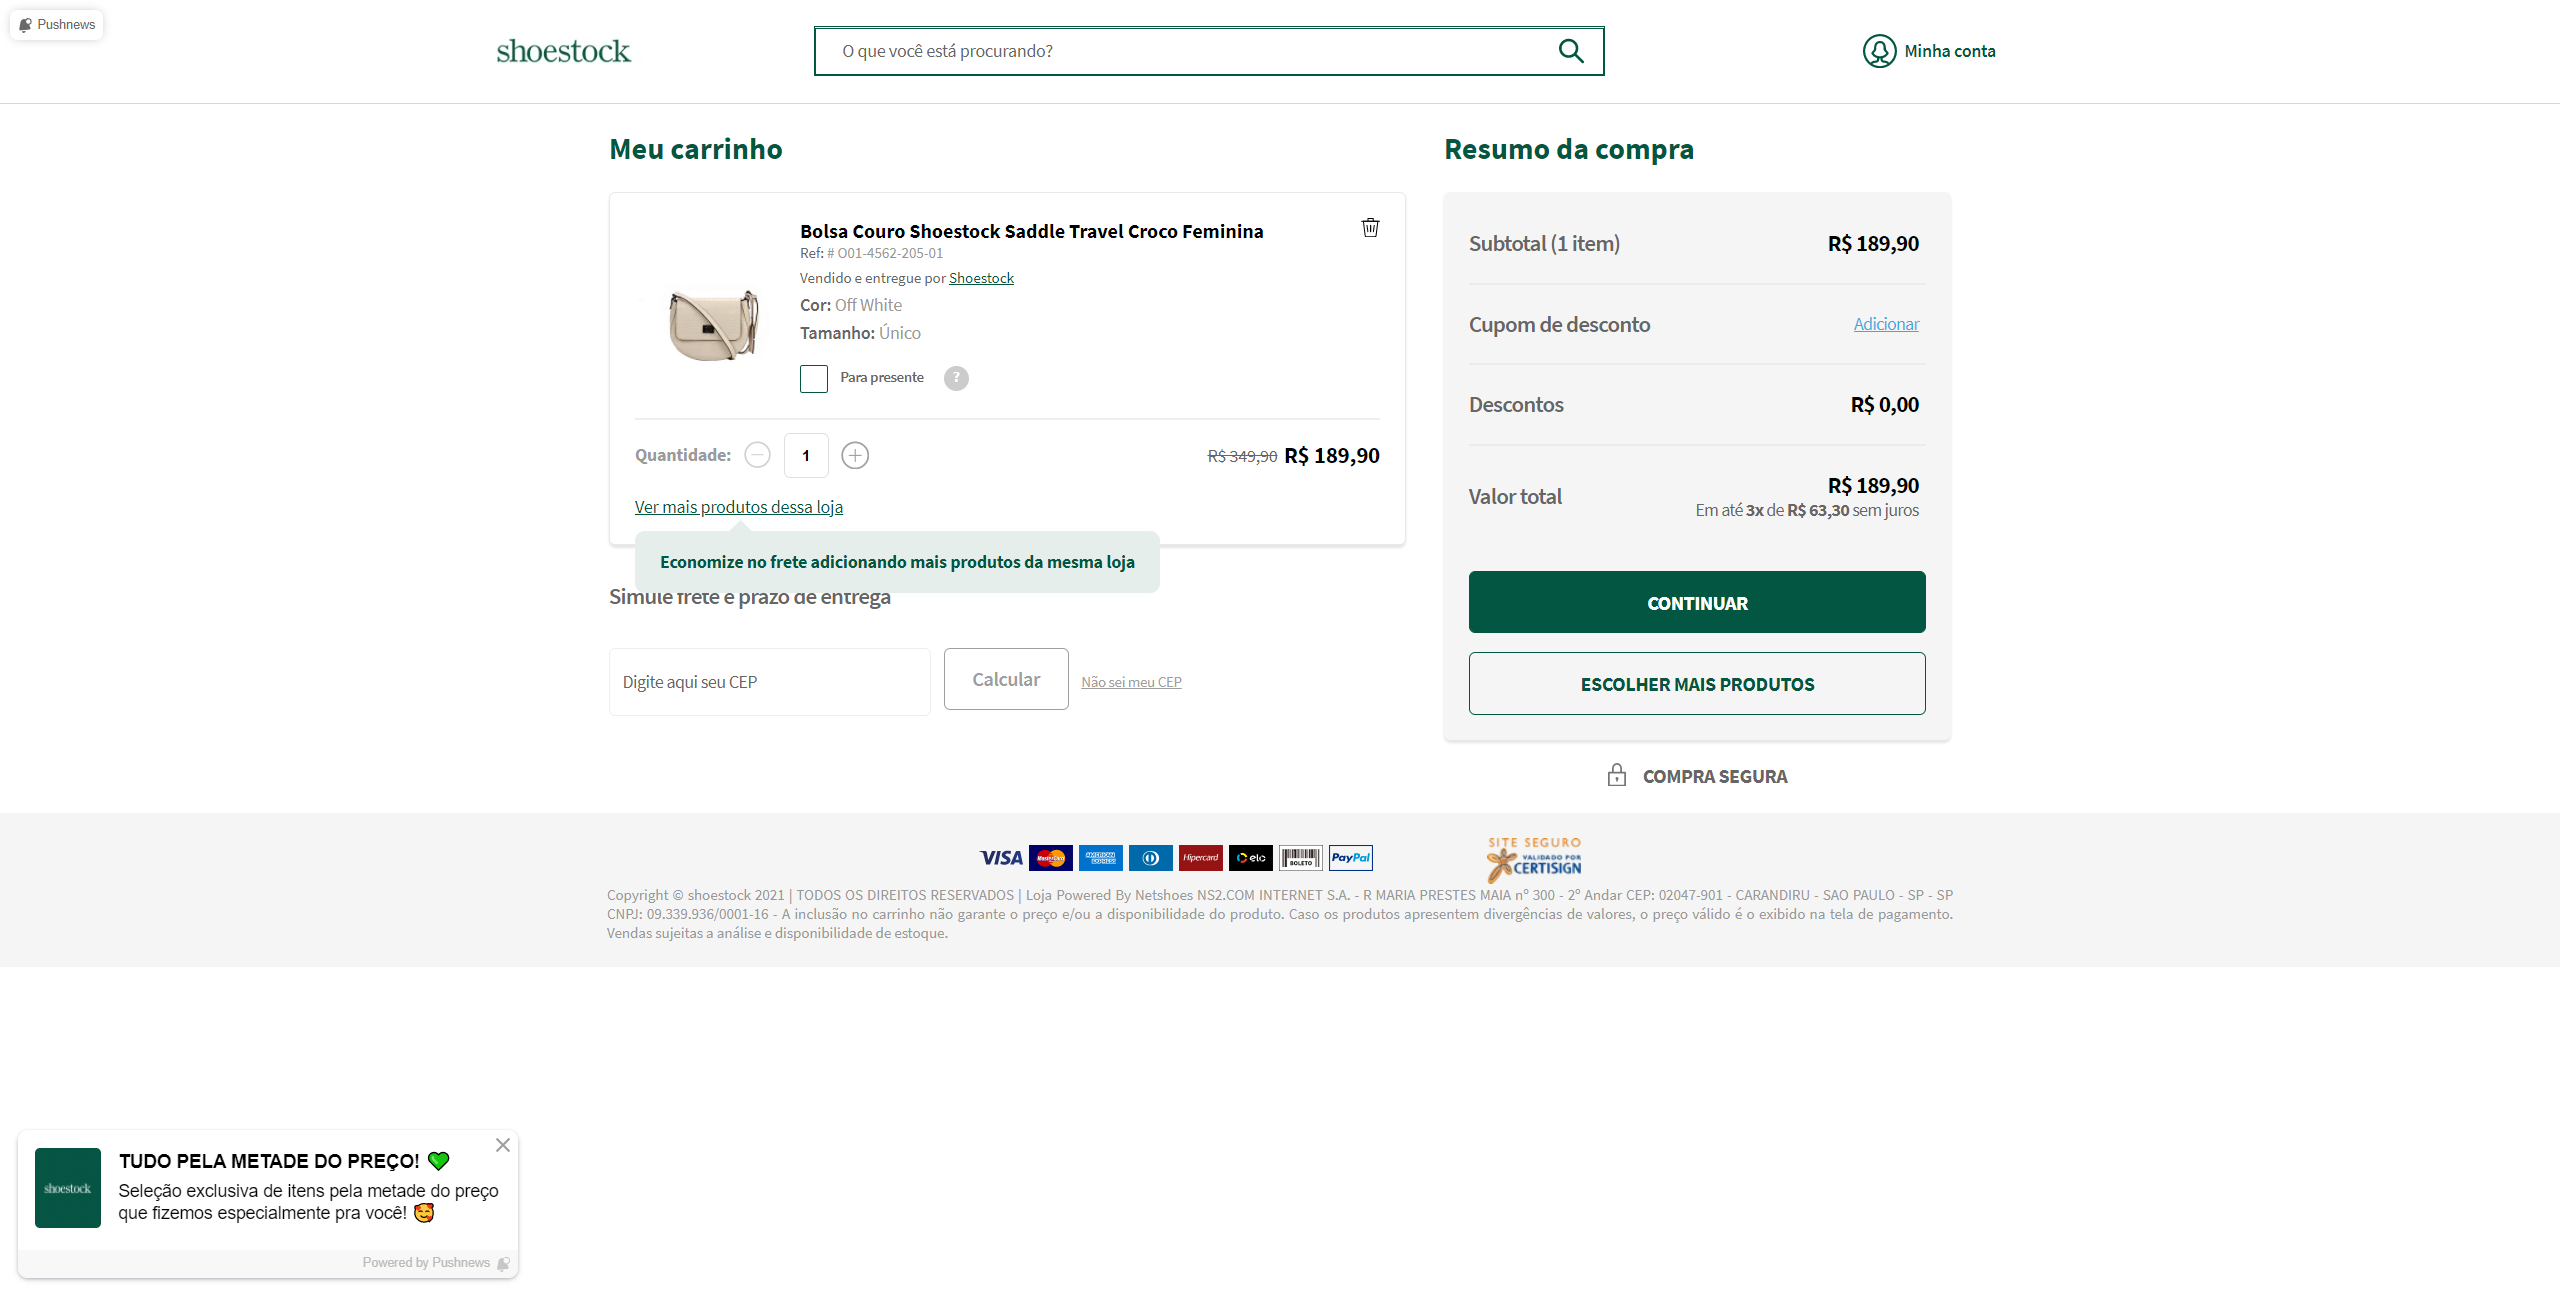 Pushnews
shoestock
O que você está procurando?
Minha conta
Meu carrinho
Bolsa Couro Shoestock Saddle Travel Croco Feminina
Ref: # O01-4562-205-01
Vendido e entregue por Shoestock
Cor: Off White
Tamanho: Único
Para presente ?
Quantidade: 1
R$ 349,90 R$ 189,90
Ver mais produtos dessa loja
Economize no frete adicionando mais produtos da mesma loja
Simule frete e prazo de entrega
Digite aqui seu CEP
Calcular
Não sei meu CEP
Resumo da compra
Subtotal (1 item) R$ 189,90
Cupom de desconto Adicionar
Descontos R$ 0,00
Valor total R$ 189,90
Em até 3x de R$ 63,30 sem juros
CONTINUAR
ESCOLHER MAIS PRODUTOS
COMPRA SEGURA
VISA MasterCard AMERICAN EXPRESS Hipercard elo BOLETO PayPal
SITE SEGURO
VALIDADO POR
CERTISIGN
Copyright © shoestock 2021 | TODOS OS DIREITOS RESERVADOS | Loja Powered By Netshoes NS2.COM INTERNET S.A. - R MARIA PRESTES MAIA nº 300 - 2º Andar CEP: 02047-901 - CARANDIRU - SAO PAULO - SP - SP
CNPJ: 09.339.936/0001-16 - A inclusão no carrinho não garante o preço e/ou a disponibilidade do produto. Caso os produtos apresentem divergências de valores, o preço válido é o exibido na tela de pagamento.
Vendas sujeitas a análise e disponibilidade de estoque.
shoestock
TUDO PELA METADE DO PREÇO! 💚
Seleção exclusiva de itens pela metade do preço
que fizemos especialmente pra você! 🥰
Powered by Pushnews